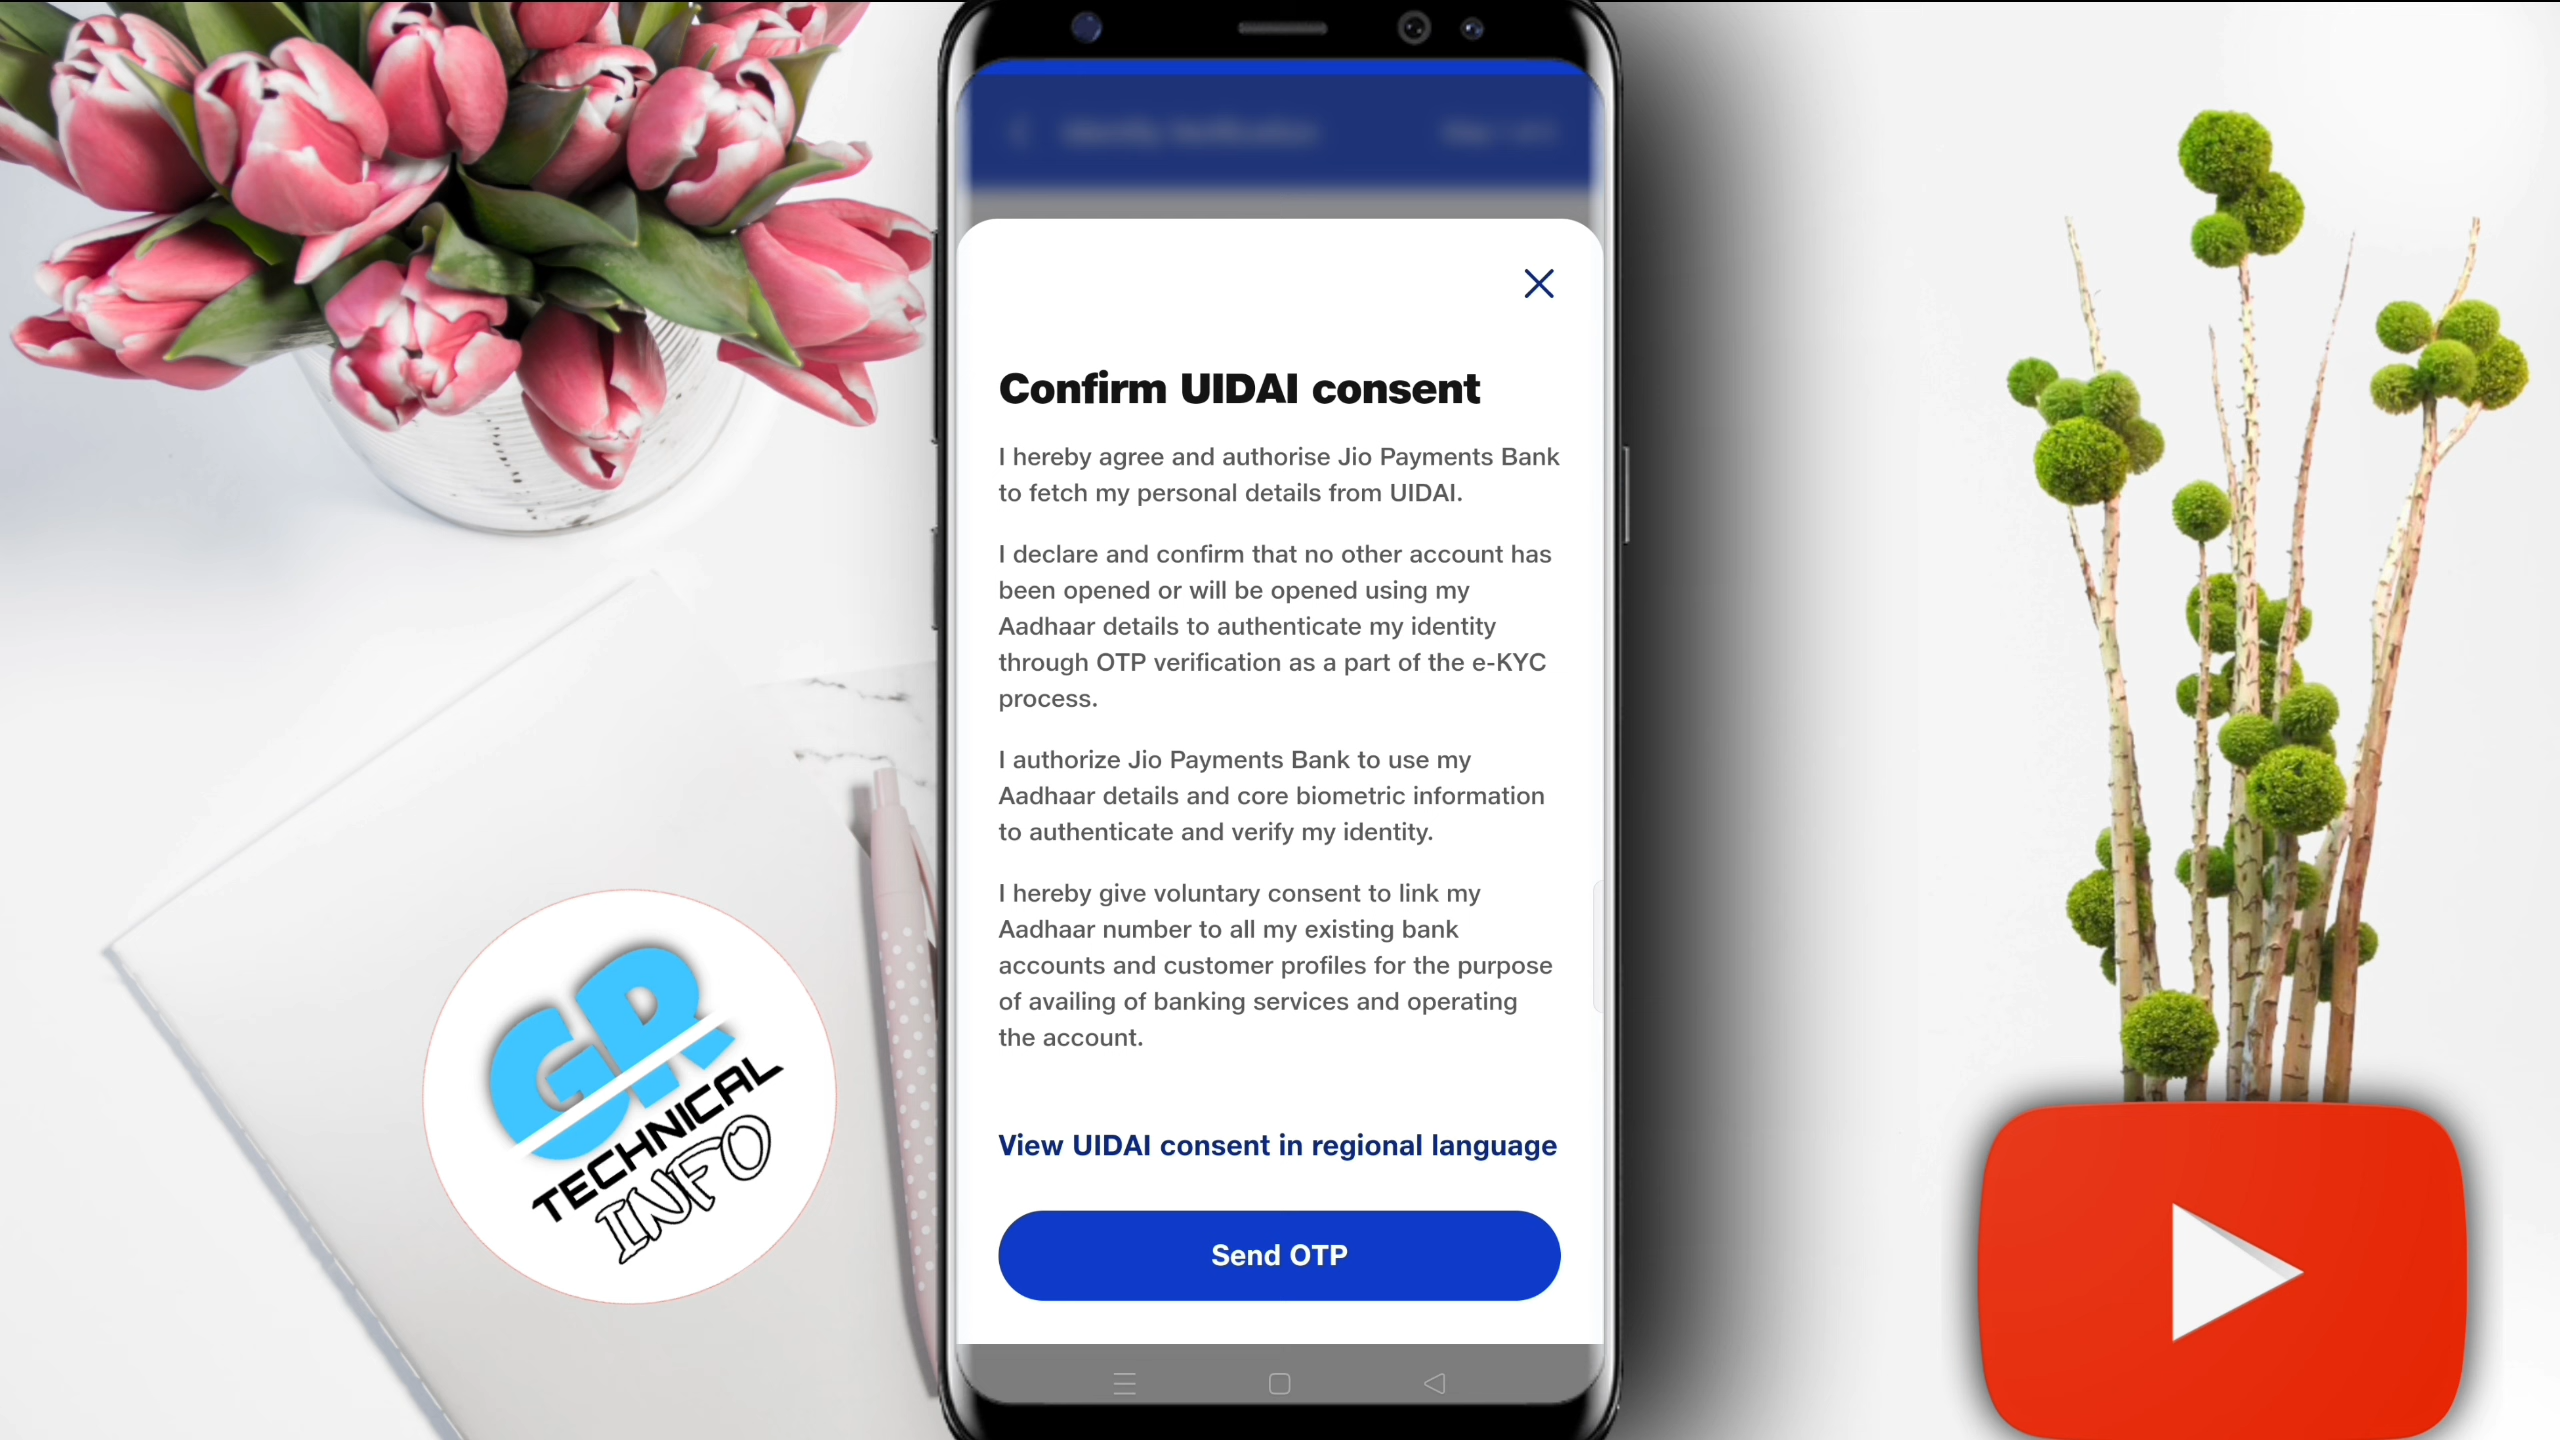 Confirm UIDAI consent
I hereby agree and authorise Jio Payments Bank
to fetch my personal details from UIDAI.
I declare and confirm that no other account has
been opened or will be opened using my
Aadhaar details to authenticate my identity
through OTP verification as a part of the e-KYC
process.
I authorize Jio Payments Bank to use my
Aadhaar details and core biometric information
to authenticate and verify my identity.
I hereby give voluntary consent to link my
Aadhaar number to all my existing bank
accounts and customer profiles for the purpose
of availing of banking services and operating
the account.
View UIDAI consent in regional language
Send OTP
GR
TECHNICAL
INFO